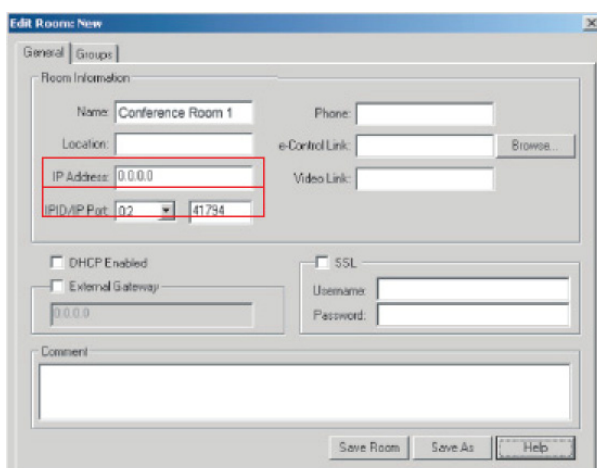 Edit Room: New
General Groups
Room Information
Name: Conference Room 1 Phone:
Location: e-Control Link: Browse...
IP Address: 0.0.0.0 Video Link:
IPID/IP Port: 02 41794
DHCP Enabled SSL
External Gateway Username:
0.0.0.0 Password:
Comment
Save Room Save As Help